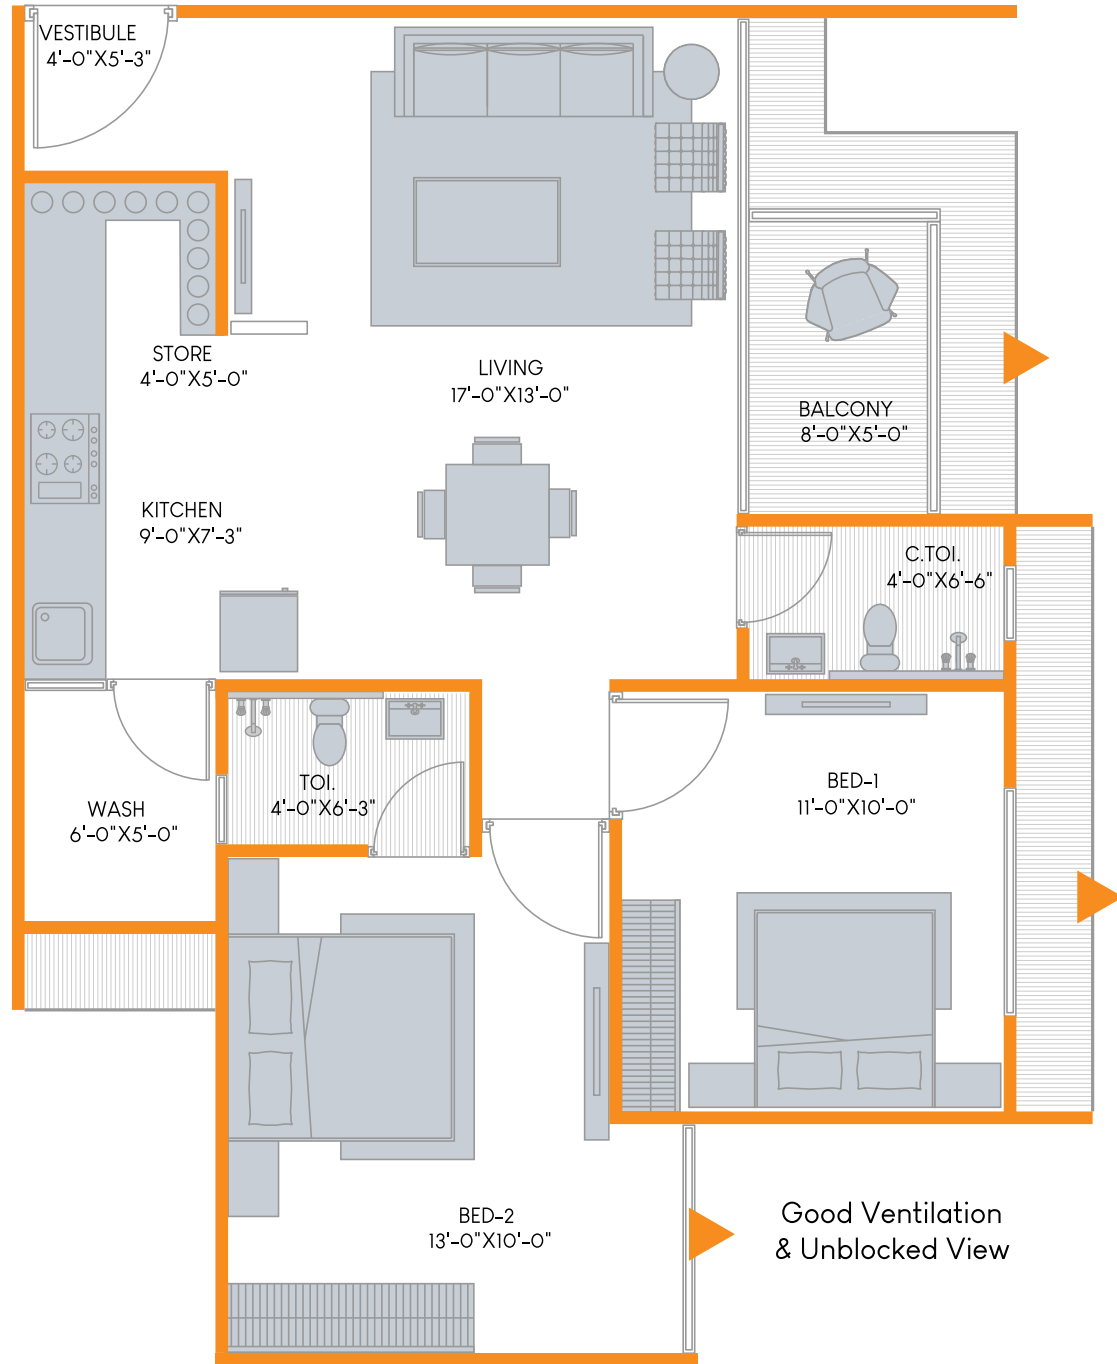 VESTIBULE
4'-0"X5'-3"
STORE
4'-0"X5'-0"
LIVING
17'-0"X13'-0"
BALCONY
8'-0"X5'-0"
KITCHEN
9'-0"X7'-3"
C.TOI.
4'-0"X6'-6"
TOI.
4'-0"X6'-3"
BED-1
11'-0"X10'-0"
WASH
6'-0"X5'-0"
BED-2
13'-0"X10'-0"
Good Ventilation
& Unblocked View